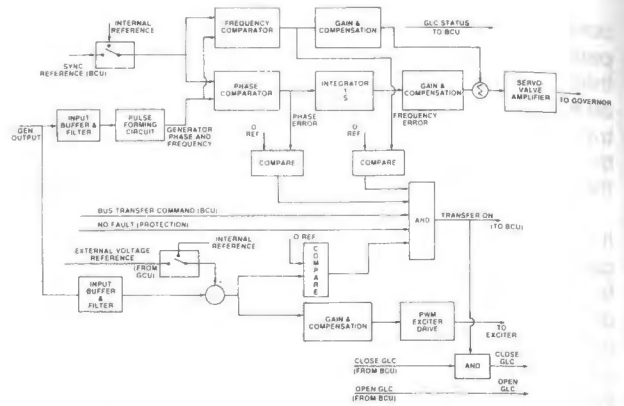 INTERNAL
REFERENCE
SYNC
REFERENCE (BCU)
FREQUENCY
COMPARATOR
GAIN &
COMPENSATION
GLC STATUS
TO BCU
PHASE
COMPARATOR
INTEGRATOR
1
S
GAIN &
COMPENSATION
Σ
SERVO-
VALVE
AMPLIFIER
TO GOVERNOR
GEN
OUTPUT
INPUT
BUFFER &
FILTER
PULSE
FORMING
CIRCUIT
GENERATOR
PHASE AND
FREQUENCY
PHASE
ERROR
FREQUENCY
ERROR
O
REF
COMPARE
O
REF
COMPARE
BUS TRANSFER COMMAND (BCU)
NO FAULT (PROTECTION)
AND
TRANSFER ON
(TO BCU)
EXTERNAL VOLTAGE
REFERENCE
(FROM
GCU)
INTERNAL
REFERENCE
O REF
COMPARE
INPUT
BUFFER
&
FILTER
GAIN &
COMPENSATION
PWM
EXCITER
DRIVE
TO
EXCITER
CLOSE GLC
(FROM BCU)
AND
CLOSE
GLC
OPEN GLC
(FROM BCU)
OPEN
GLC